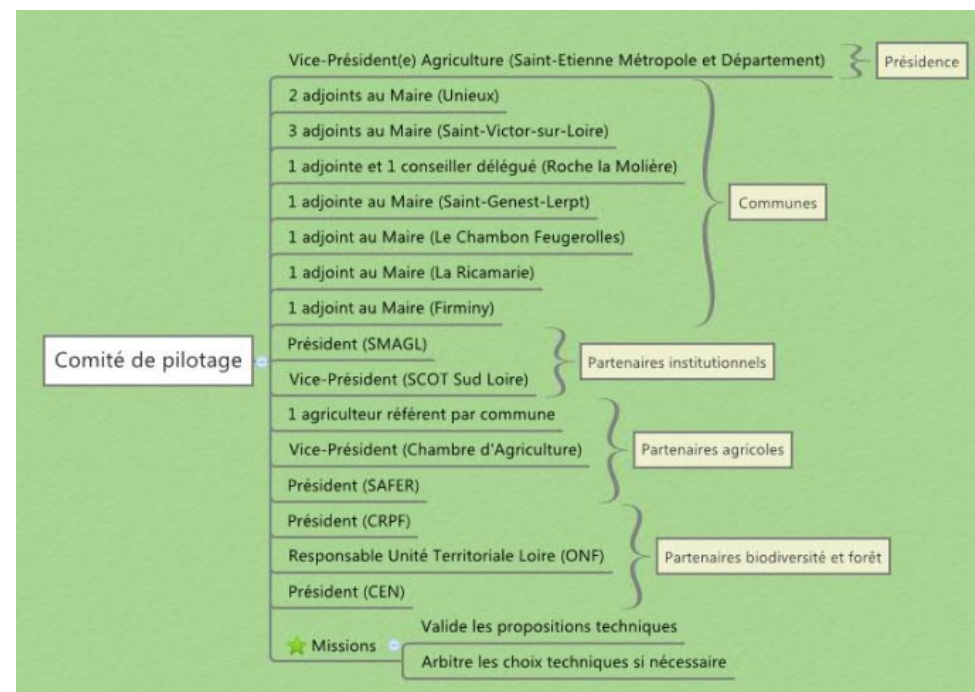 Vice-Président(e) Agriculture (Saint-Etienne Métropole et Département)
Présidence
2 adjoints au Maire (Unieux)
3 adjoints au Maire (Saint-Victor-sur-Loire)
1 adjointe et 1 conseiller délégué (Roche la Molière)
1 adjointe au Maire (Saint-Genest-Lerpt)
Communes
1 adjoint au Maire (Le Chambon Feugerolles)
1 adjoint au Maire (La Ricamarie)
1 adjoint au Maire (Firminy)
Comité de pilotage
Président (SMAGL)
Partenaires institutionnels
Vice-Président (SCOT Sud Loire)
1 agriculteur référent par commune
Vice-Président (Chambre d'Agriculture)
Partenaires agricoles
Président (SAFER)
Président (CRPF)
Responsable Unité Territoriale Loire (ONF)
Partenaires biodiversité et forêt
Président (CEN)
Missions
Valide les propositions techniques
Arbitre les choix techniques si nécessaire